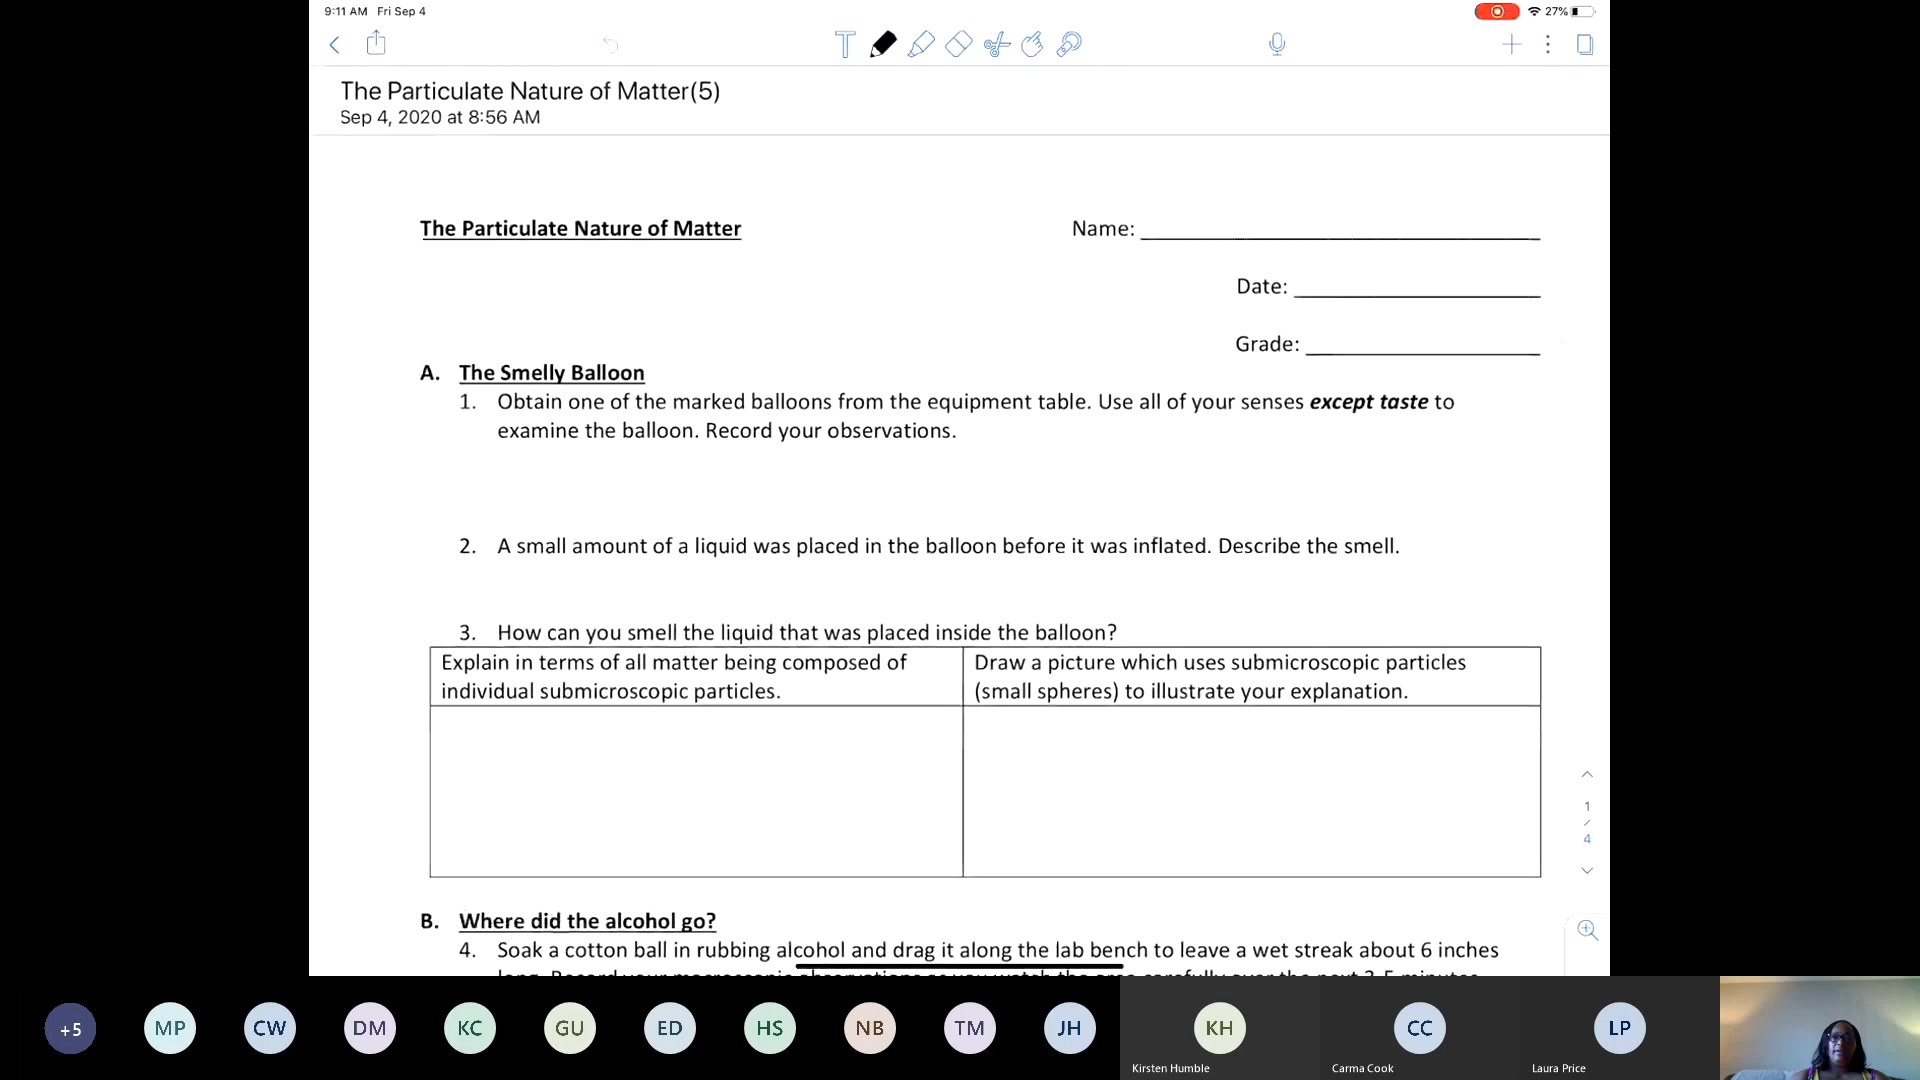 9:11 AM Fri Sep 4
27%
The Particulate Nature of Matter(5)
Sep 4, 2020 at 8:56 AM
The Particulate Nature of Matter Name:
Date:
Grade:
A. The Smelly Balloon
1. Obtain one of the marked balloons from the equipment table. Use all of your senses except taste to
examine the balloon. Record your observations.
2. A small amount of a liquid was placed in the balloon before it was inflated. Describe the smell.
3. How can you smell the liquid that was placed inside the balloon?
Explain in terms of all matter being composed of
individual submicroscopic particles.
Draw a picture which uses submicroscopic particles
(small spheres) to illustrate your explanation.
1
/
4
B. Where did the alcohol go?
4. Soak a cotton ball in rubbing alcohol and drag it along the lab bench to leave a wet streak about 6 inches
+5 MP CW DM KC GU ED HS NB TM JH KH CC LP
Kirsten Humble Carma Cook Laura Price